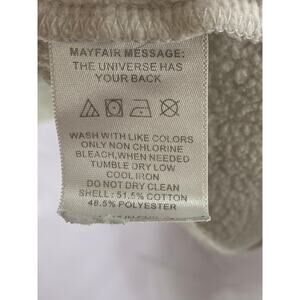 MAYFAIR MESSAGE:
THE UNIVERSE HAS
YOUR BACK
WASH WITH LIKE COLORS
ONLY NON CHLORINE
BLEACH,WHEN NEEDED
TUMBLE DRY LOW
COOL IRON
DO NOT DRY CLEAN
SHELL: 51.5% COTTON
48.5% POLYESTER